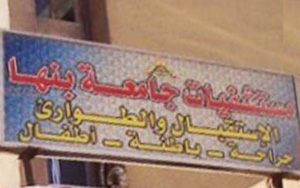 مستشفيات جامعة بنها
الإستقبال والطوارئ
جراحة - باطنة - أطفال